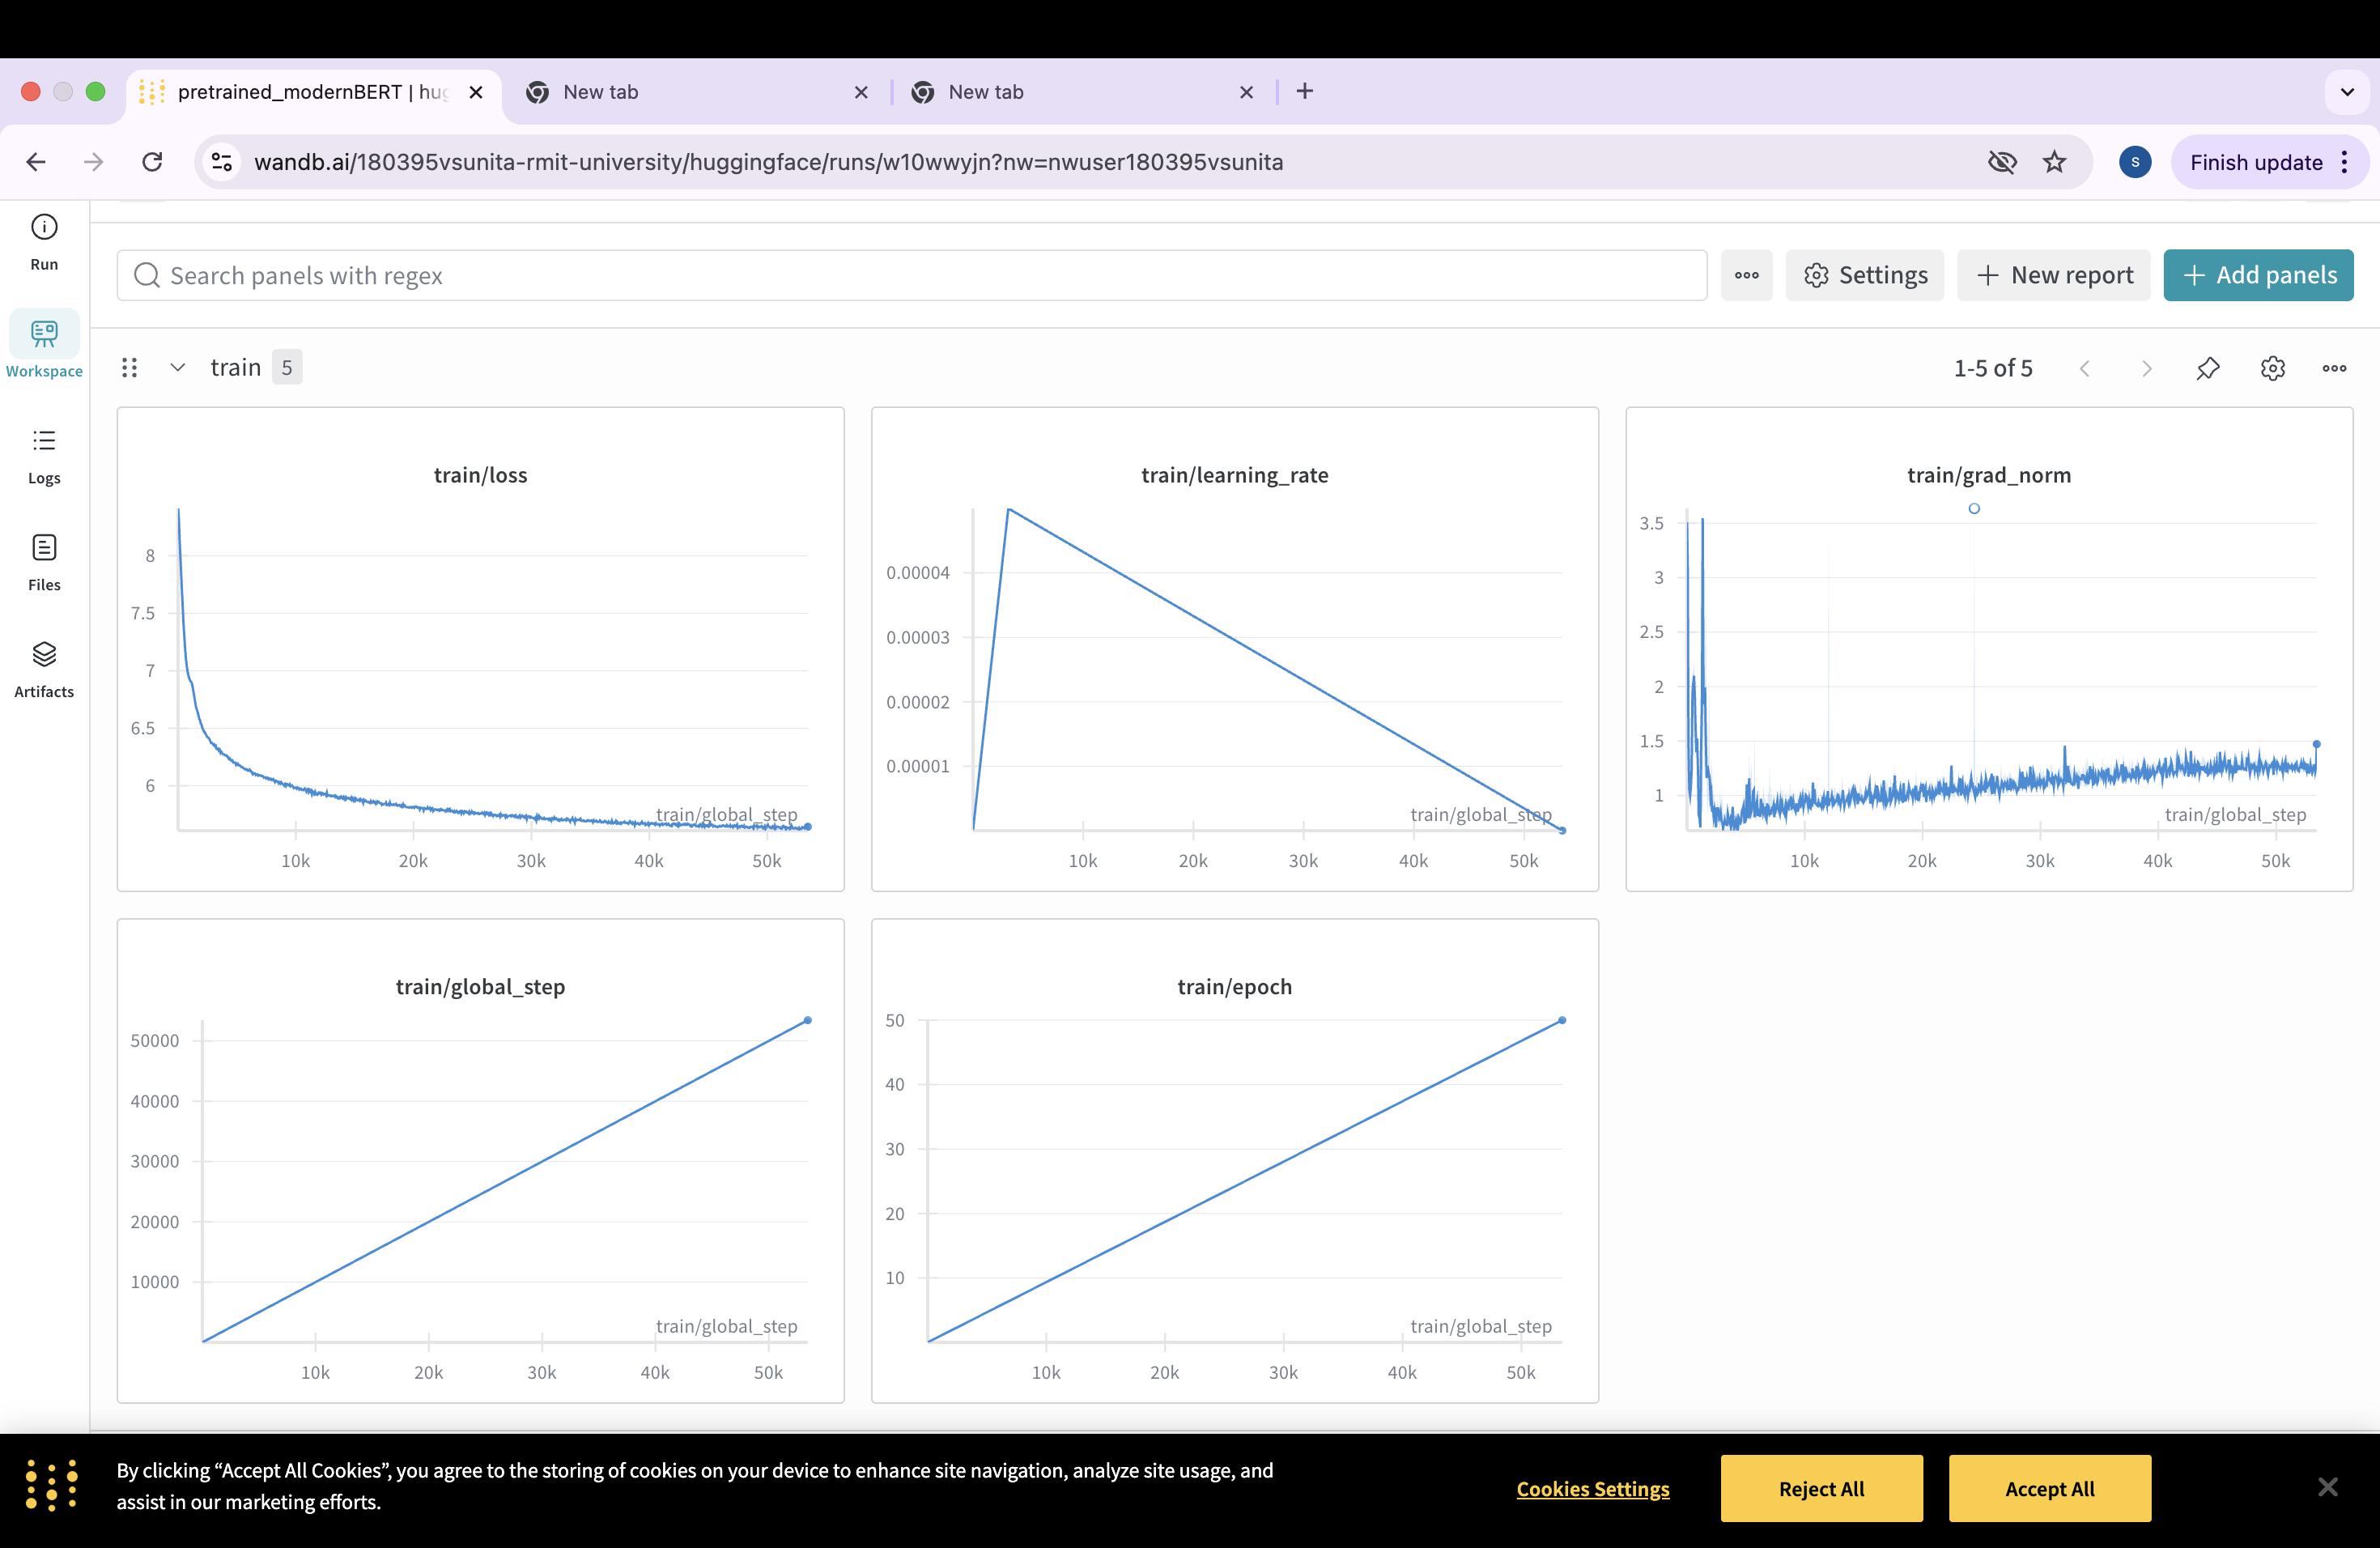 pretrained_modernBERT | hug
New tab
New tab
wandb.ai/180395vsunita-rmit-university/huggingface/runs/w10wwyjn?nw=nwuser180395vsunita
S
Finish update
Run
Workspace
Logs
Files
Artifacts
Search panels with regex
Settings
New report
Add panels
train 5
1-5 of 5
train/loss
8
7.5
7
6.5
6
train/global_step
10k 20k 30k 40k 50k
train/learning_rate
0.00004
0.00003
0.00002
0.00001
train/global_step
10k 20k 30k 40k 50k
train/grad_norm
3.5
3
2.5
2
1.5
1
train/global_step
10k 20k 30k 40k 50k
train/global_step
50000
40000
30000
20000
10000
train/global_step
10k 20k 30k 40k 50k
train/epoch
50
40
30
20
10
train/global_step
10k 20k 30k 40k 50k
By clicking “Accept All Cookies”, you agree to the storing of cookies on your device to enhance site navigation, analyze site usage, and
assist in our marketing efforts.
Cookies Settings
Reject All
Accept All